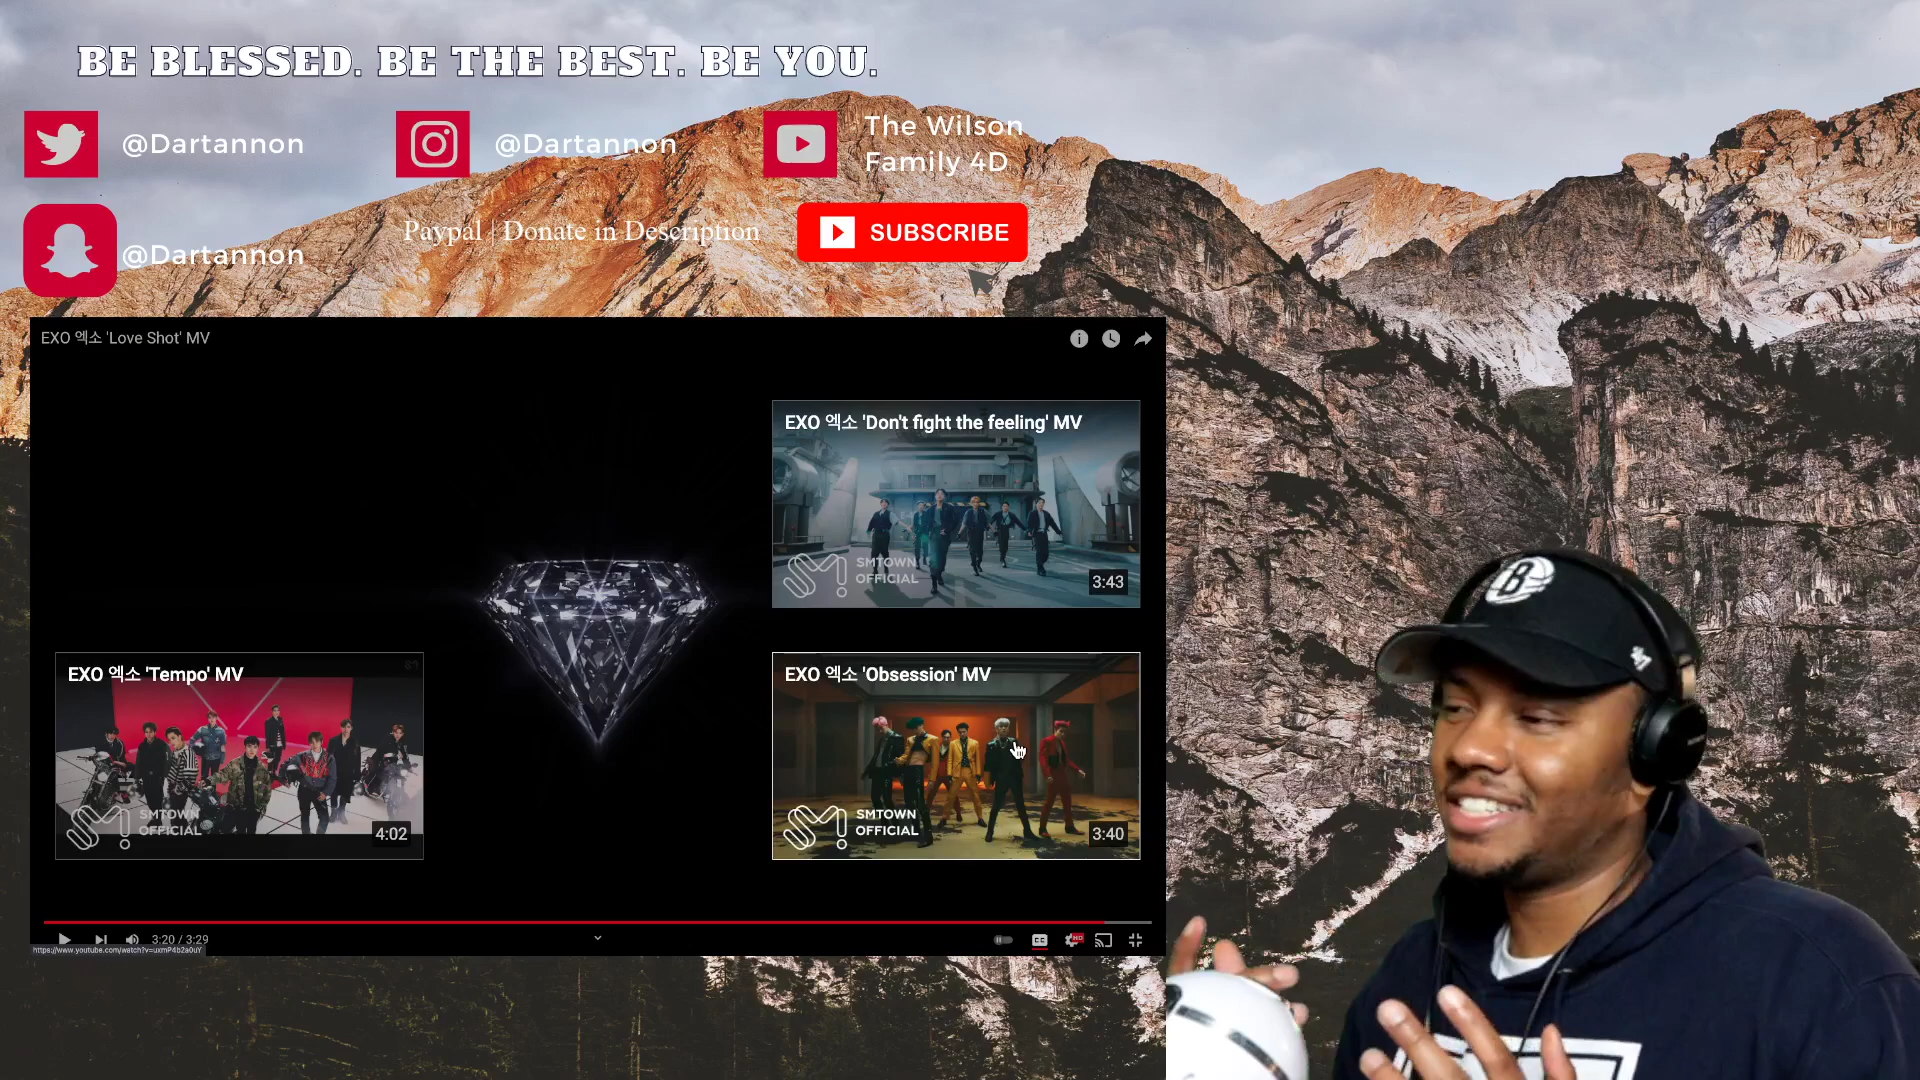 BE BLESSED. BE THE BEST. BE YOU.
@Dartannon
@Dartannon
The Wilson
Family 4D
@Dartannon
Paypal | Donate in Description
SUBSCRIBE
EXO 엑소 'Love Shot' MV
EXO 엑소 'Don't fight the feeling' MV
SMTOWN
OFFICIAL
3:43
EXO 엑소 'Tempo' MV
SMTOWN
OFFICIAL
4:02
EXO 엑소 'Obsession' MV
SMTOWN
OFFICIAL
3:40
3:20 / 3:29
CC
HD
B
47